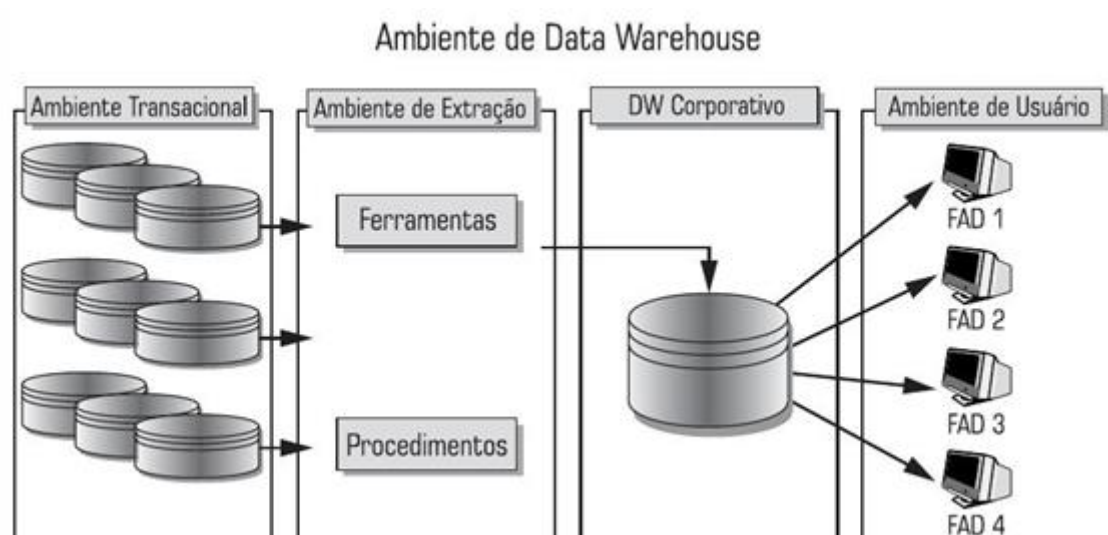 Ambiente de Data Warehouse
Ambiente Transacional
Ambiente de Extração
DW Corporativo
Ambiente de Usuário
Ferramentas
Procedimentos
FAD 1
FAD 2
FAD 3
FAD 4